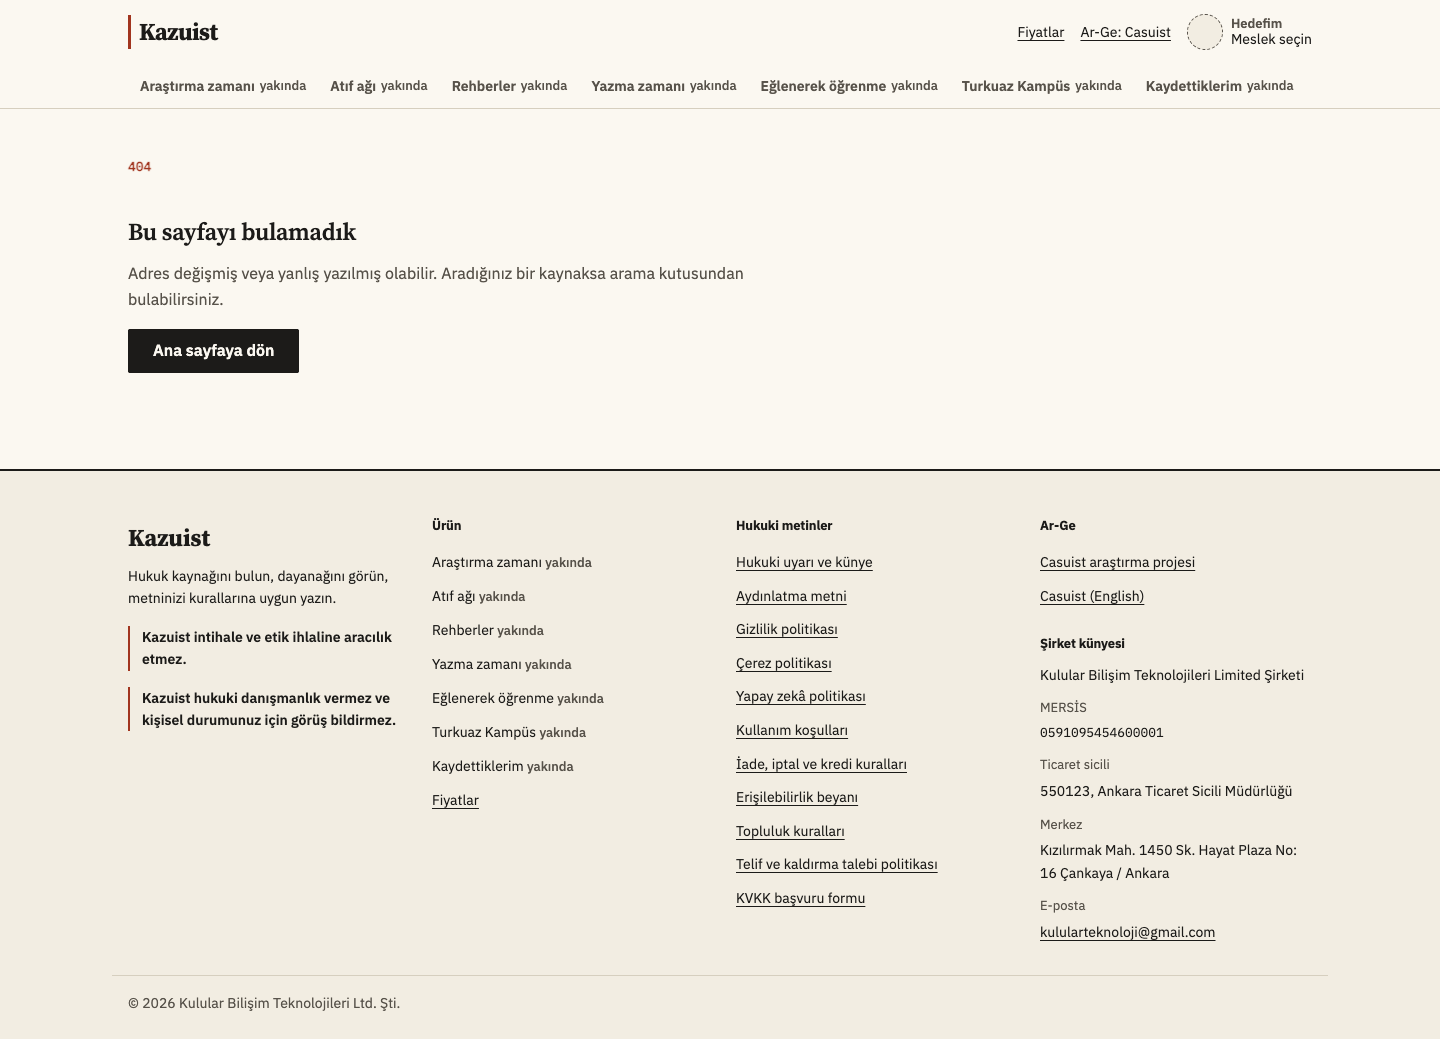 Kazuist
Fiyatlar
Ar-Ge: Casuist
Hedefim
Meslek seçin
Araştırma zamanı yakında
Atıf ağı yakında
Rehberler yakında
Yazma zamanı yakında
Eğlenerek öğrenme yakında
Turkuaz Kampüs yakında
Kaydettiklerim yakında
404
Bu sayfayı bulamadık
Adres değişmiş veya yanlış yazılmış olabilir. Aradığınız bir kaynaksa arama kutusundan
bulabilirsiniz.
Ana sayfaya dön
Kazuist
Hukuk kaynağını bulun, dayanağını görün,
metninizi kurallarına uygun yazın.
Kazuist intihale ve etik ihlaline aracılık
etmez.
Kazuist hukuki danışmanlık vermez ve
kişisel durumunuz için görüş bildirmez.
Ürün
Araştırma zamanı yakında
Atıf ağı yakında
Rehberler yakında
Yazma zamanı yakında
Eğlenerek öğrenme yakında
Turkuaz Kampüs yakında
Kaydettiklerim yakında
Fiyatlar
Hukuki metinler
Hukuki uyarı ve künye
Aydınlatma metni
Gizlilik politikası
Çerez politikası
Yapay zekâ politikası
Kullanım koşulları
İade, iptal ve kredi kuralları
Erişilebilirlik beyanı
Topluluk kuralları
Telif ve kaldırma talebi politikası
KVKK başvuru formu
Ar-Ge
Casuist araştırma projesi
Casuist (English)
Şirket künyesi
Kulular Bilişim Teknolojileri Limited Şirketi
MERSİS
0591095454600001
Ticaret sicili
550123, Ankara Ticaret Sicili Müdürlüğü
Merkez
Kızılırmak Mah. 1450 Sk. Hayat Plaza No:
16 Çankaya / Ankara
E-posta
kulularteknoloji@gmail.com
© 2026 Kulular Bilişim Teknolojileri Ltd. Şti.